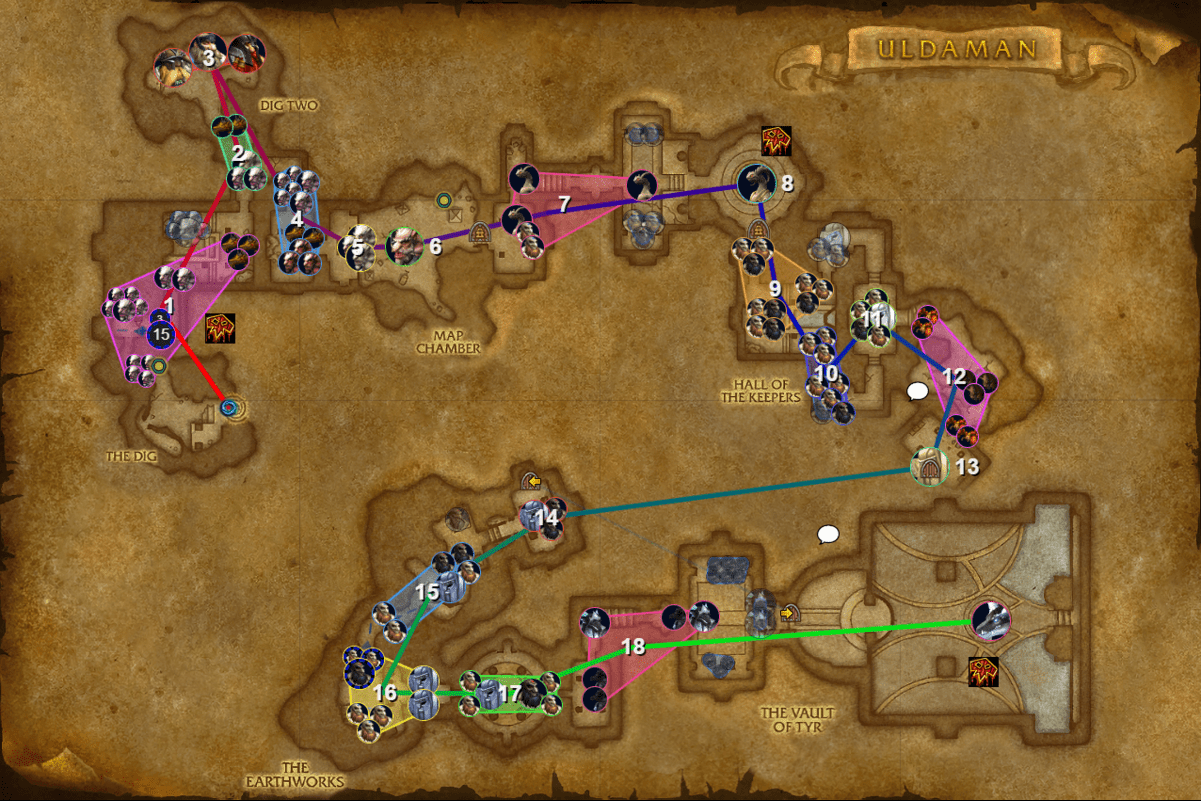 ULDAMAN
3
DIG TWO
2
8
4
7
5
6
9
1
3
15
11
MAP
CHAMBER
10
12
HALL OF
THE KEEPERS
THE DIG
13
14
15
18
16
17
THE VAULT
OF TYR
THE
EARTHWORKS